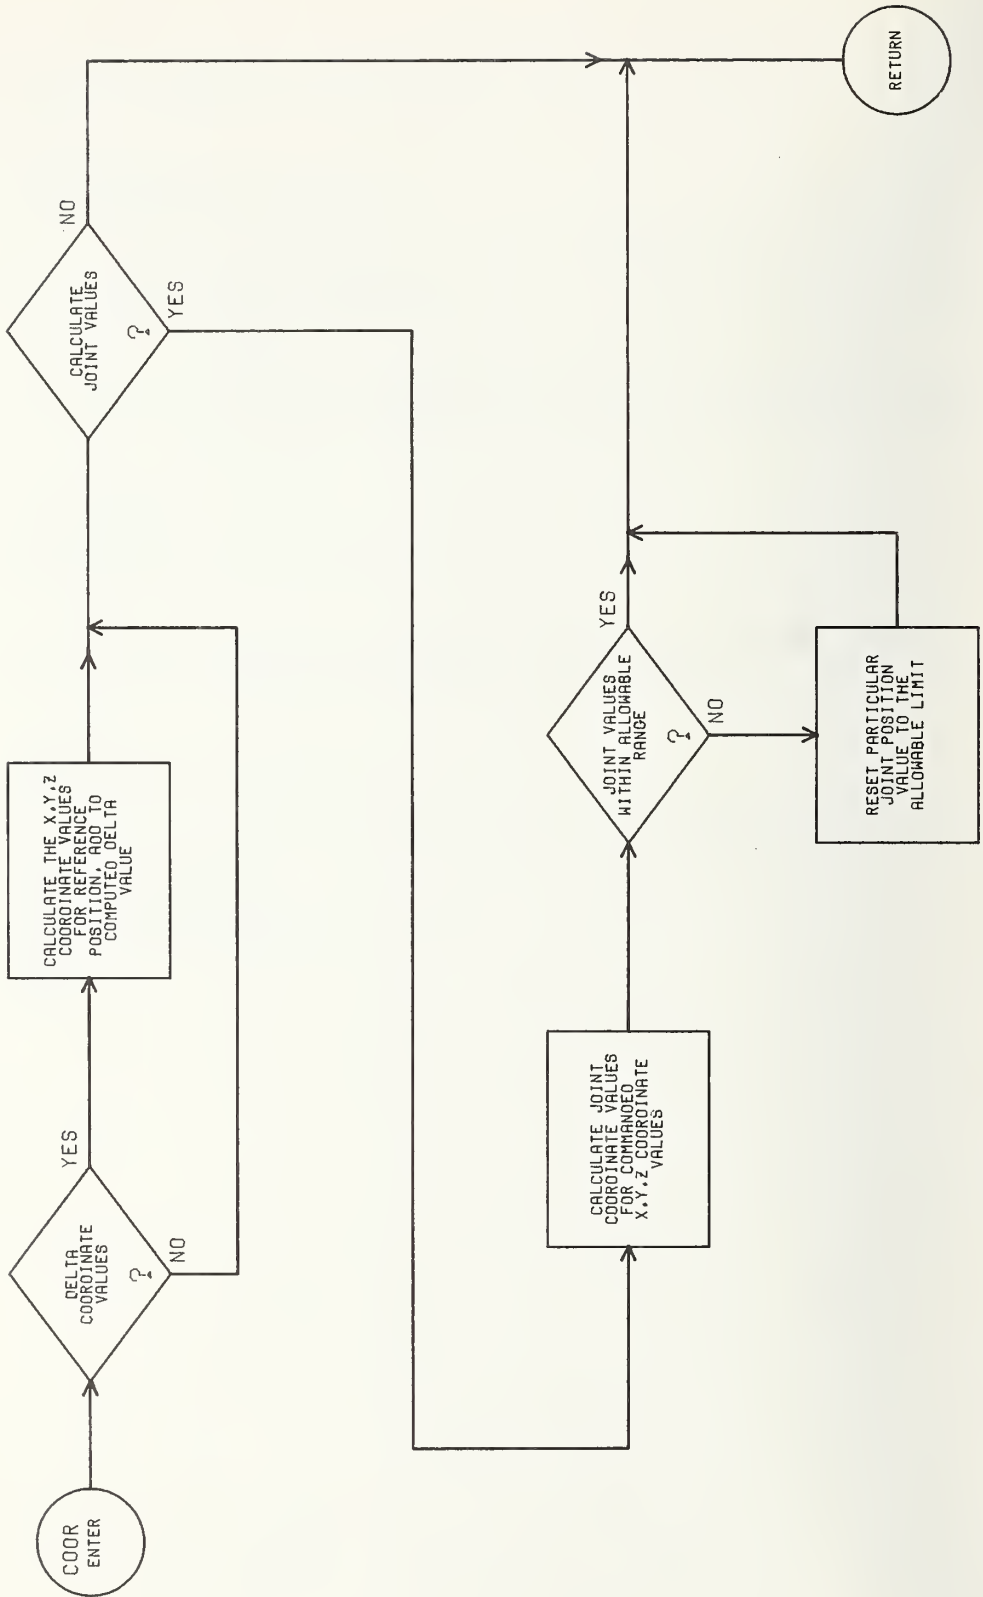 COOR
ENTER
DELTA
COORDINATE
VALUES
?
YES
NO
CALCULATE THE X,Y,Z
COORDINATE VALUES
FOR REFERENCE
POSITION, ADD TO
COMPUTED DELTA
VALUE
CALCULATE
JOINT VALUES
?
NO
YES
CALCULATE JOINT
COORDINATE VALUES
FOR COMMANDED
X,Y,Z COORDINATE
VALUES
JOINT VALUES
WITHIN ALLOWABLE
RANGE
?
YES
NO
RESET PARTICULAR
JOINT POSITION
VALUE TO THE
ALLOWABLE LIMIT
RETURN